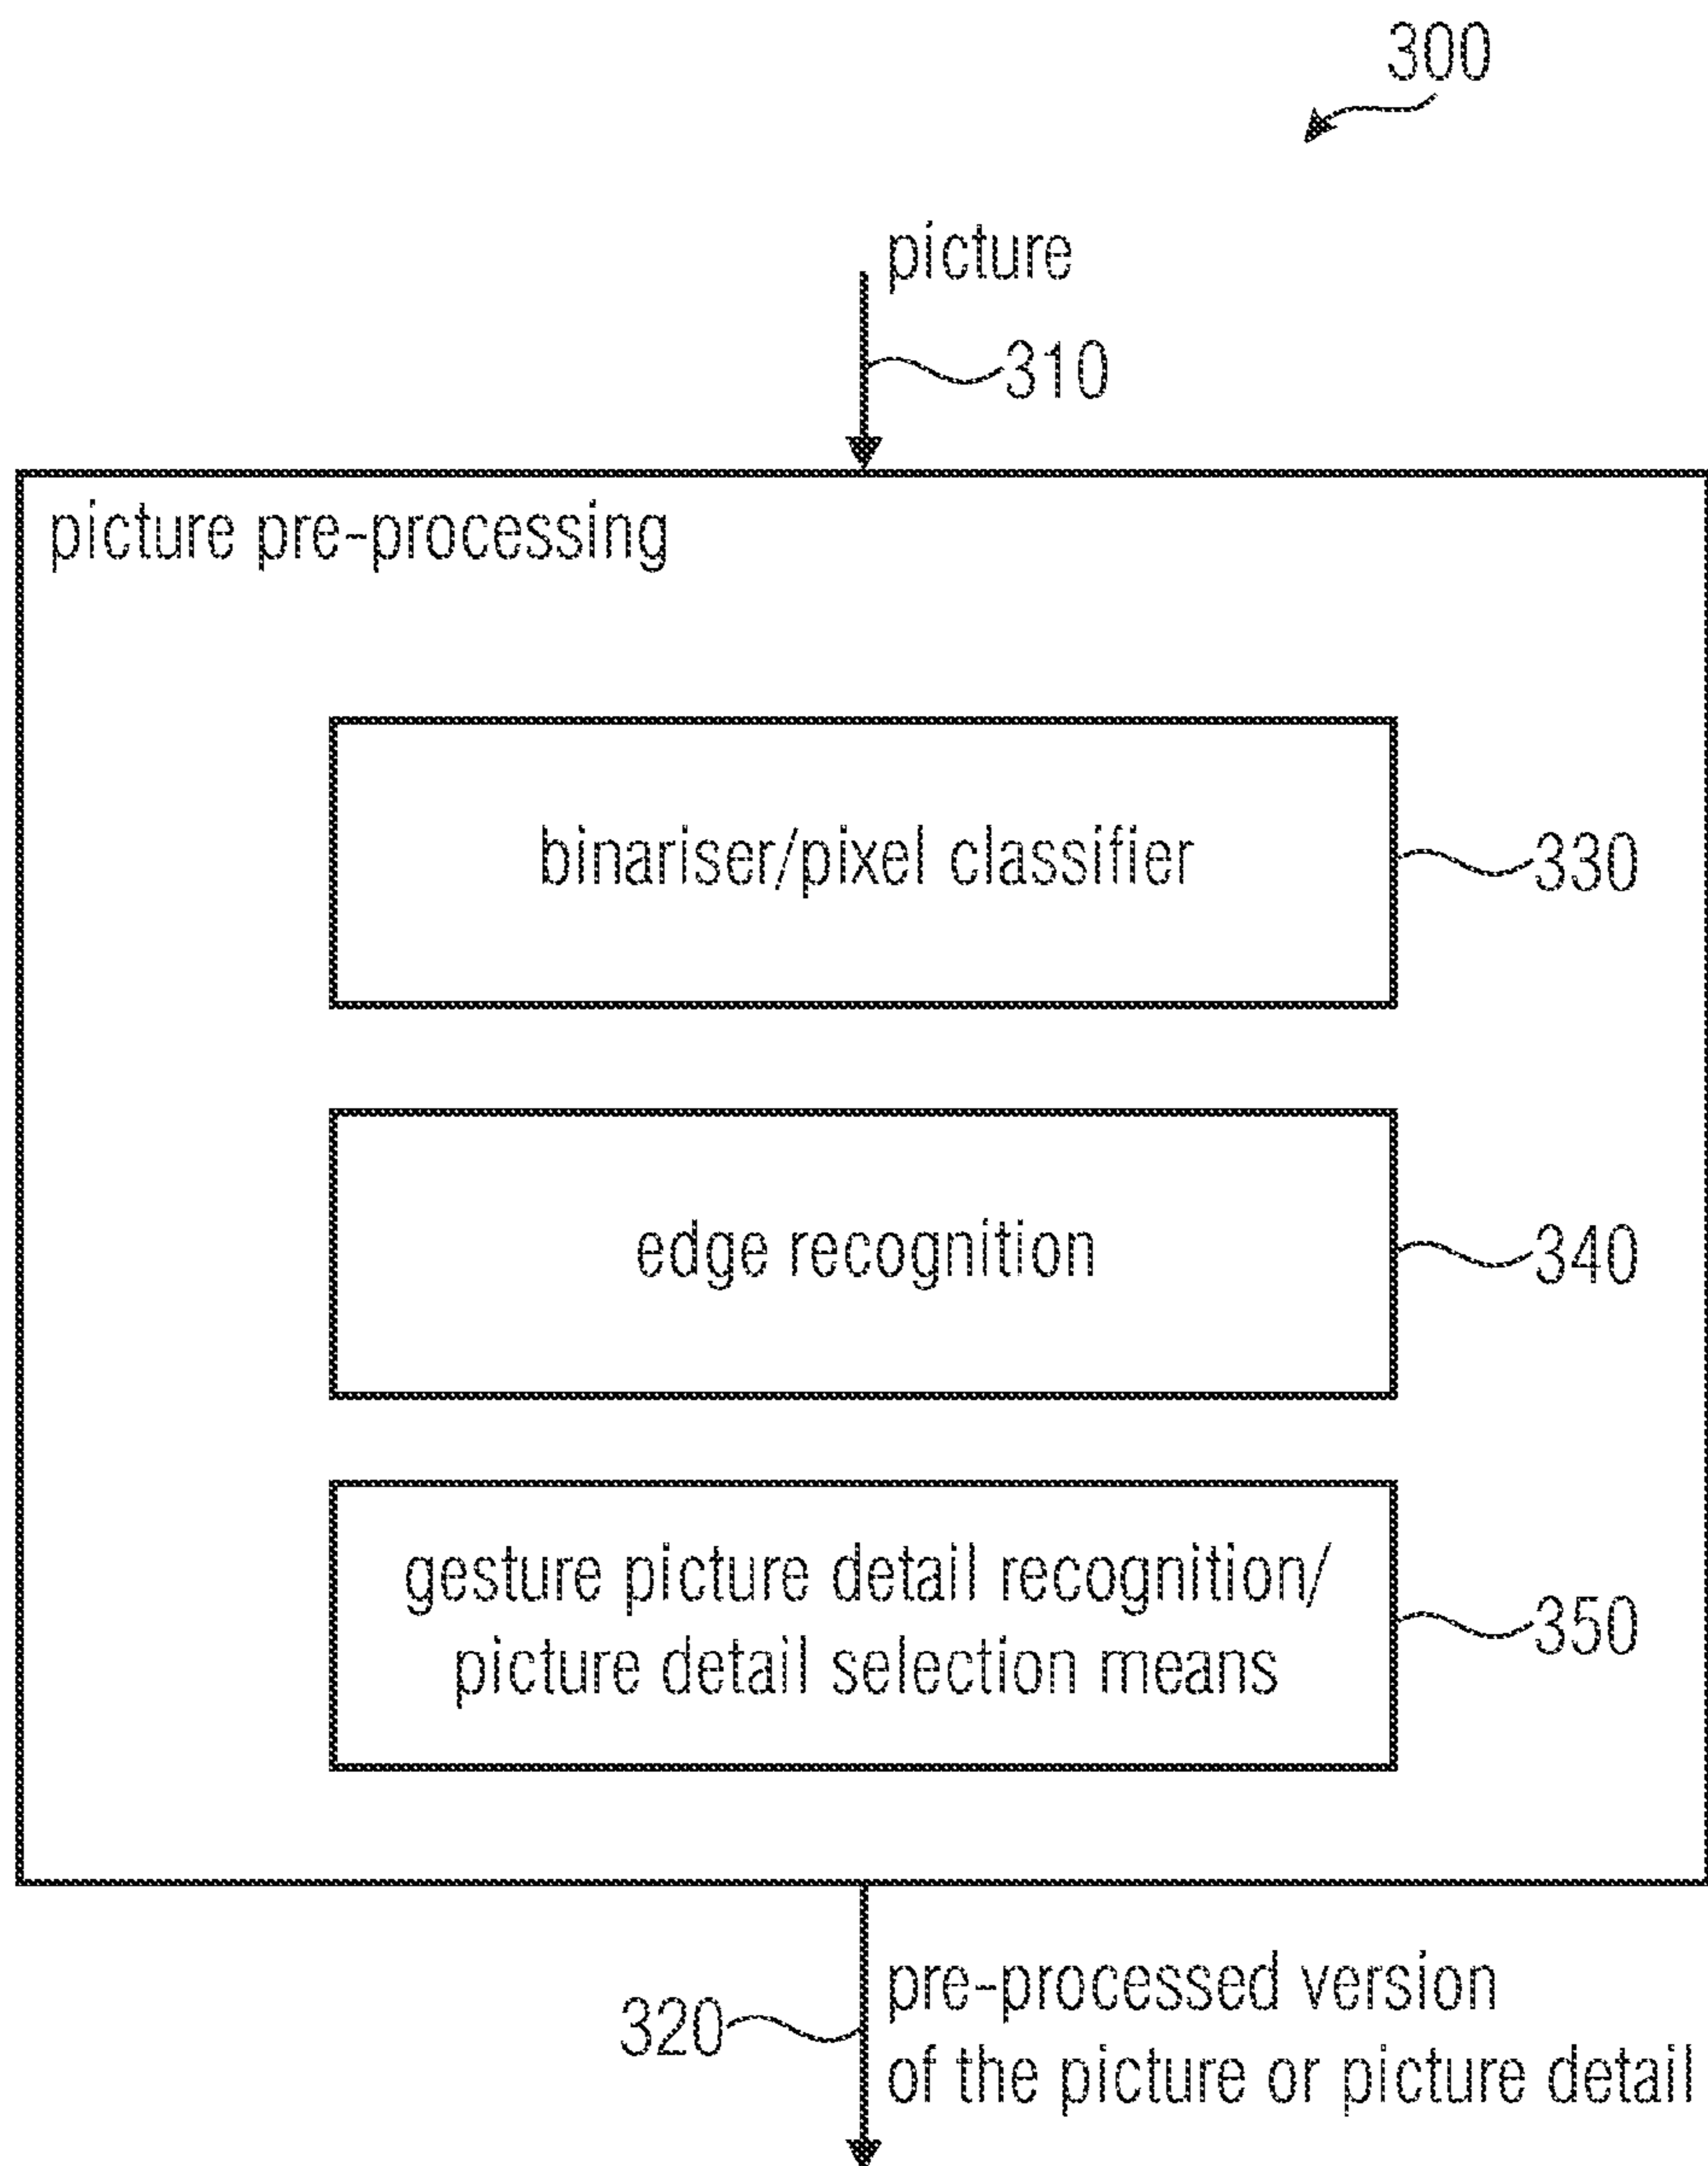 300
picture
310
picture pre-processing
binariser/pixel classifier
330
edge recognition
340
gesture picture detail recognition/
picture detail selection means
350
pre-processed version
320
of the picture or picture detail